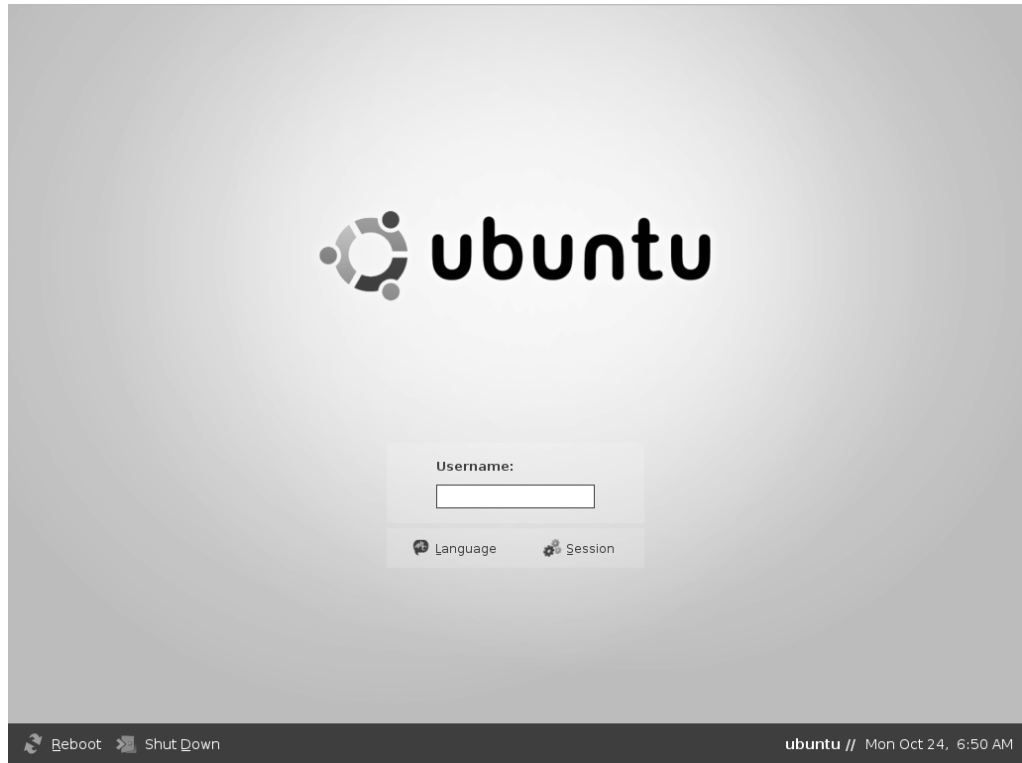 ubuntu
Username:
Language Session
Reboot Shut Down ubuntu // Mon Oct 24, 6:50 AM